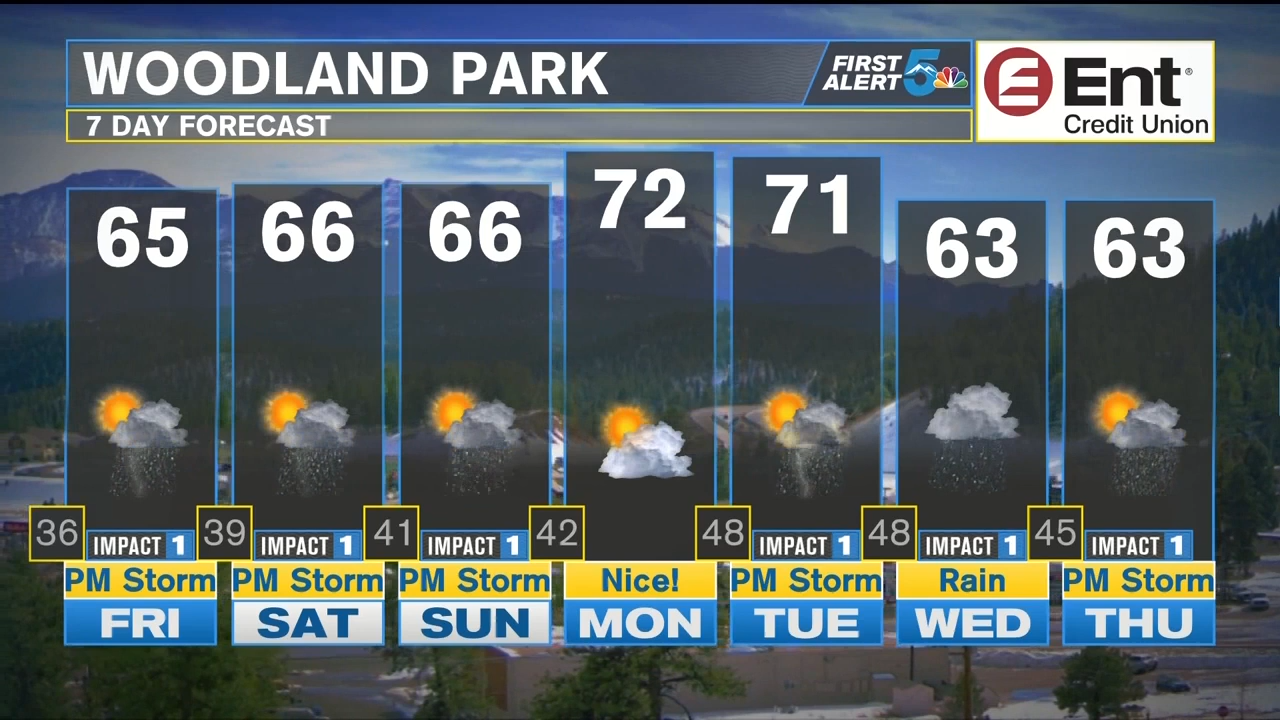 WOODLAND PARK
FIRST ALERT 5
Ent®
Credit Union
7 DAY FORECAST
65 66 66 72 71 63 63
36 39 41 42 48 48 45
IMPACT 1 IMPACT 1 IMPACT 1 IMPACT 1 IMPACT 1 IMPACT 1
PM Storm PM Storm PM Storm Nice! PM Storm Rain PM Storm
FRI SAT SUN MON TUE WED THU